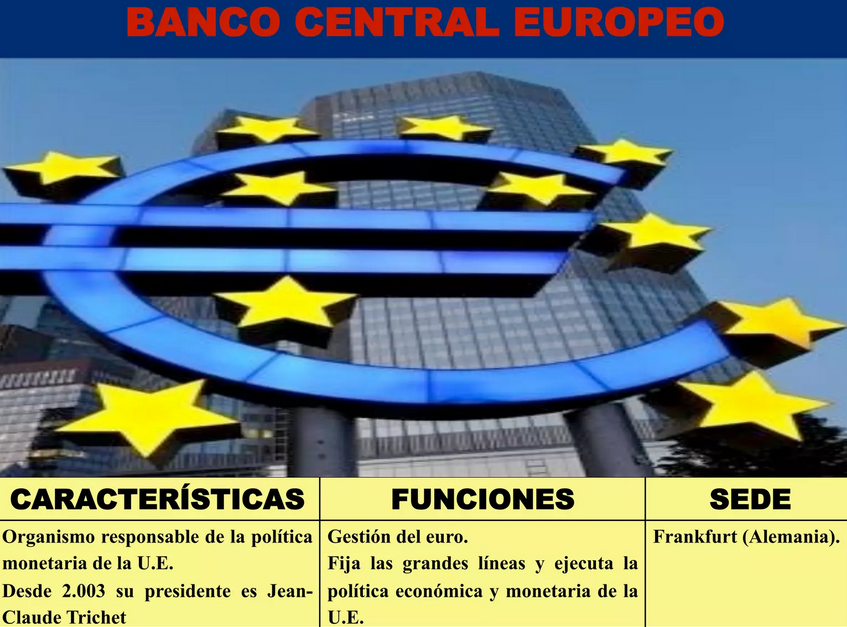 BANCO CENTRAL EUROPEO
CARACTERÍSTICAS
FUNCIONES
SEDE
Organismo responsable de la política
monetaria de la U.E.
Desde 2.003 su presidente es Jean-
Claude Trichet
Gestión del euro.
Fija las grandes líneas y ejecuta la
política económica y monetaria de la
U.E.
Frankfurt (Alemania).